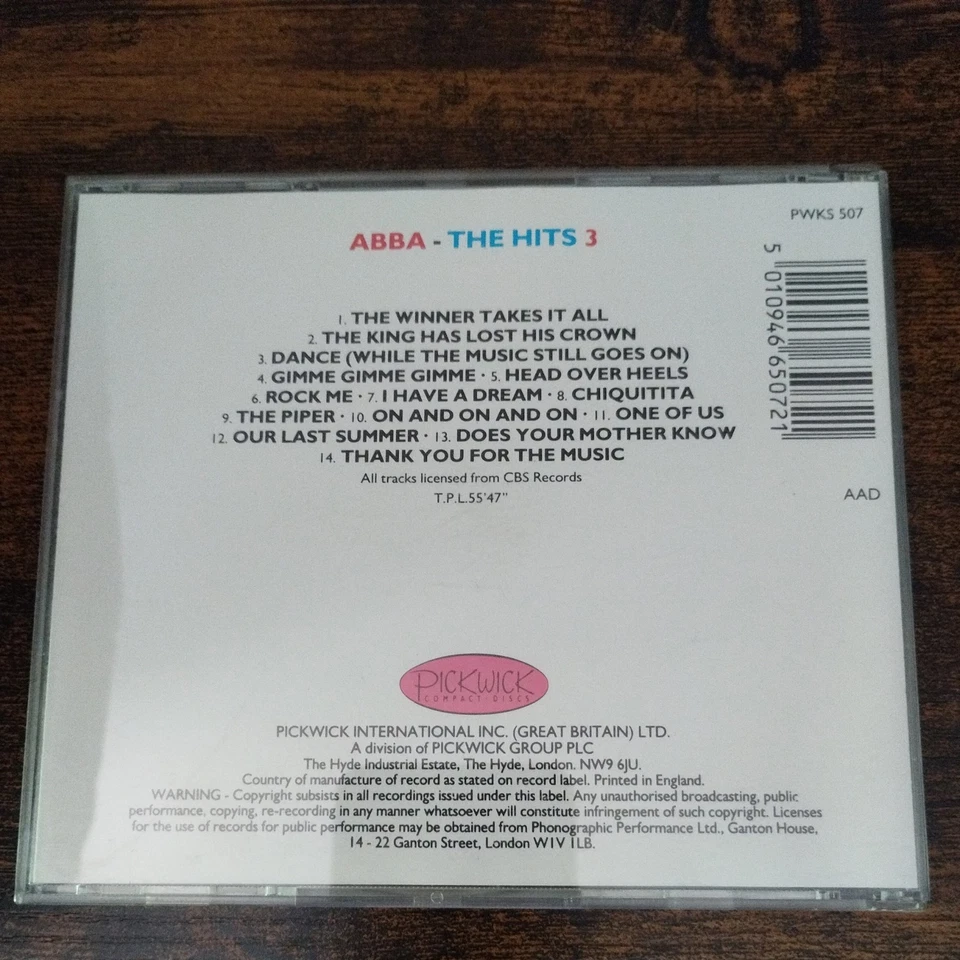 PWKS 507
ABBA - THE HITS 3
5 010946 650721
1. THE WINNER TAKES IT ALL
2. THE KING HAS LOST HIS CROWN
3. DANCE (WHILE THE MUSIC STILL GOES ON)
4. GIMME GIMME GIMME · 5. HEAD OVER HEELS
6. ROCK ME · 7. I HAVE A DREAM · 8. CHIQUITITA
9. THE PIPER · 10. ON AND ON AND ON · 11. ONE OF US
12. OUR LAST SUMMER · 13. DOES YOUR MOTHER KNOW
14. THANK YOU FOR THE MUSIC
All tracks licensed from CBS Records
T.P.L.55'47"
AAD
PICKWICK
COMPACT·DISCS
PICKWICK INTERNATIONAL INC. (GREAT BRITAIN) LTD.
A division of PICKWICK GROUP PLC
The Hyde Industrial Estate, The Hyde, London. NW9 6JU.
Country of manufacture of record as stated on record label. Printed in England.
WARNING - Copyright subsists in all recordings issued under this label. Any unauthorised broadcasting, public
performance, copying, re-recording in any manner whatsoever will constitute infringement of such copyright. Licenses
for the use of records for public performance may be obtained from Phonographic Performance Ltd., Ganton House,
14 - 22 Ganton Street, London W1V 1LB.